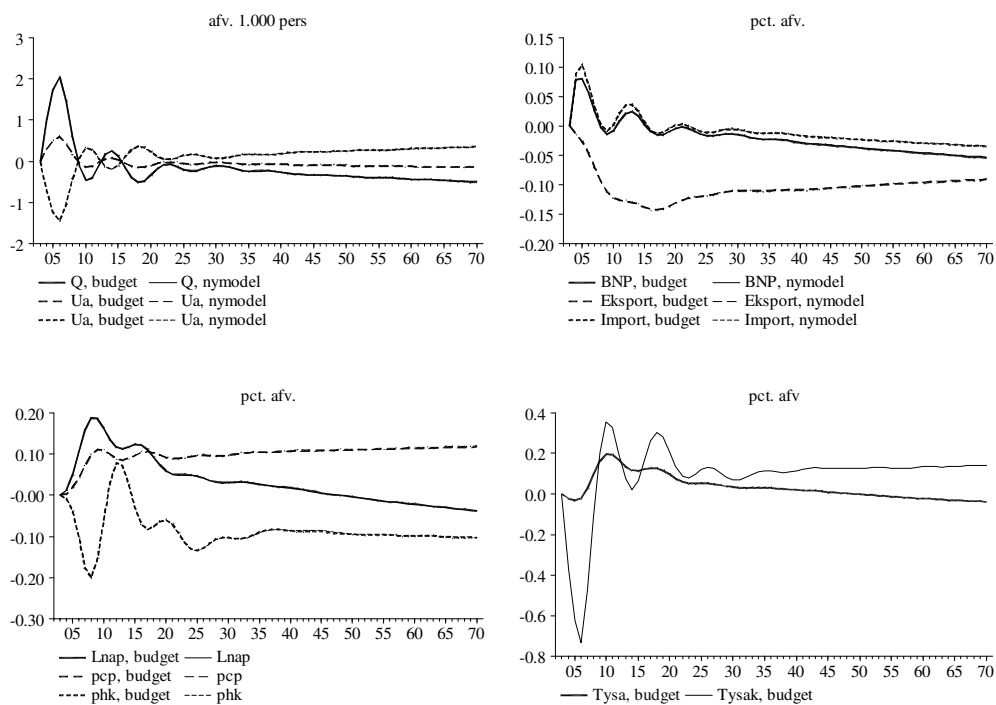 afv. 1.000 pers
3
2
1
0
-1
-2
05 10 15 20 25 30 35 40 45 50 55 60 65 70
Q, budget Q, nymodel
Ua, budget Ua, nymodel
Ua, budget Ua, nymodel
pct. afv.
0.15
0.10
0.05
0.00
-0.05
-0.10
-0.15
-0.20
05 10 15 20 25 30 35 40 45 50 55 60 65 70
BNP, budget BNP, nymodel
Eksport, budget Eksport, nymodel
Import, budget Import, nymodel
pct. afv.
0.20
0.10
-0.00
-0.10
-0.20
-0.30
05 10 15 20 25 30 35 40 45 50 55 60 65 70
Lnap, budget Lnap
pcp, budget pcp
phk, budget phk
pct. afv
0.4
0.2
0.0
-0.2
-0.4
-0.6
-0.8
05 10 15 20 25 30 35 40 45 50 55 60 65 70
Tysa, budget Tysak, budget